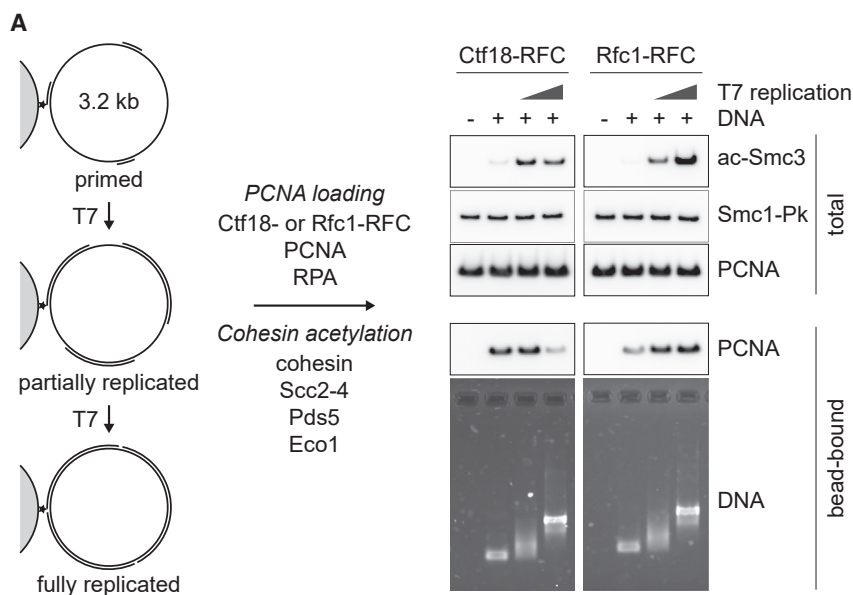 A
3.2 kb
primed
T7
partially replicated
T7
fully replicated
PCNA loading
Ctf18- or Rfc1-RFC
PCNA
RPA
Cohesin acetylation
cohesin
Scc2-4
Pds5
Eco1
Ctf18-RFC Rfc1-RFC
T7 replication
- + + + - + + + DNA
ac-Smc3
Smc1-Pk
PCNA
total
PCNA
DNA
bead-bound